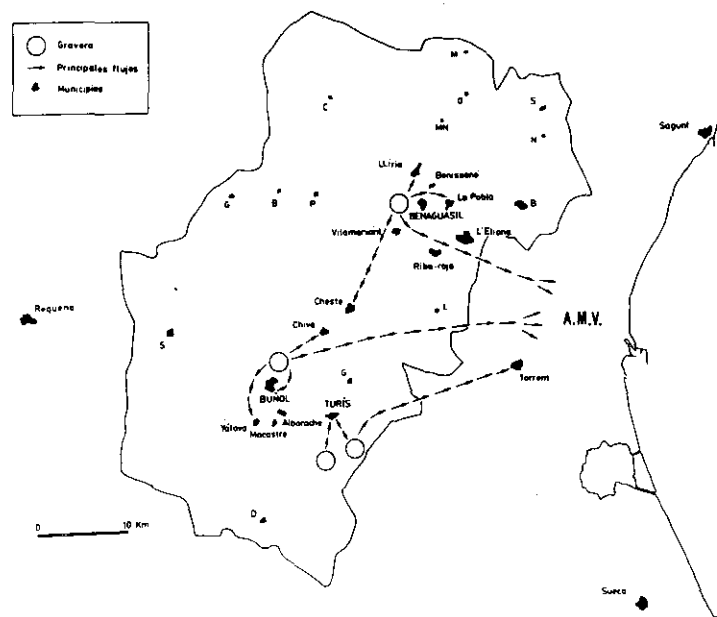 Gravera
Principales flujos
Municipios
M
C
O
S
MN
N
Sagunt
Llíria
Benissanó
G
B
P
La Pobla
BENAGUASIL
B
Vilamarxant
L'Eliana
Riba-roja
Cheste
L
A.M.V.
Requena
Chiva
S
Torrent
BUÑOL
G
TURÍS
Yátova
Alborache
Macastre
D
0 10 Km
Sueca